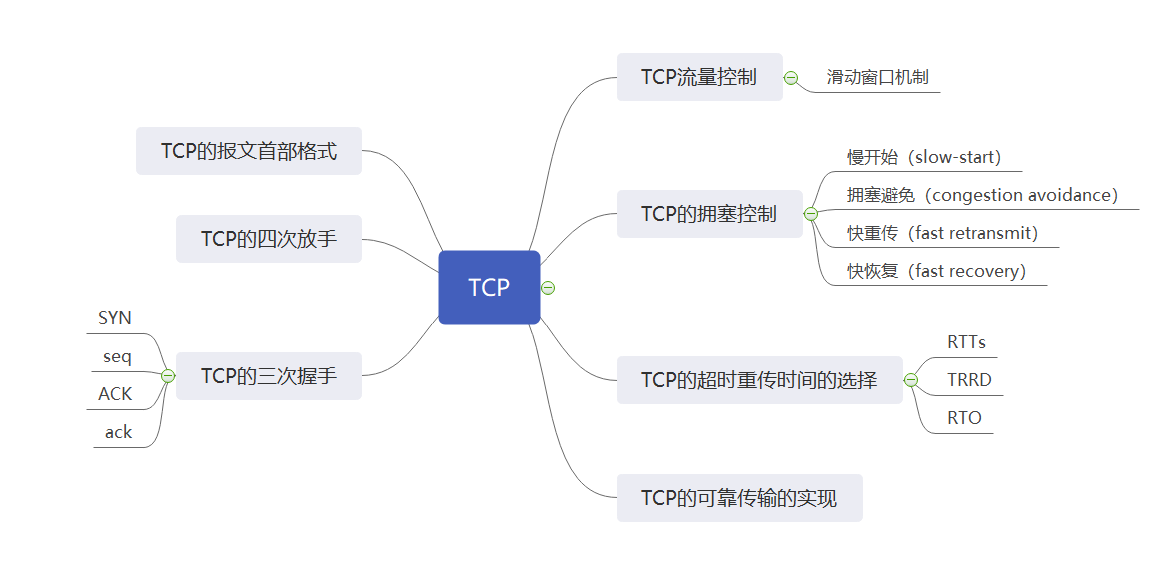 TCP
TCP流量控制
滑动窗口机制
TCP的拥塞控制
慢开始（slow-start）
拥塞避免（congestion avoidance）
快重传（fast retransmit）
快恢复（fast recovery）
TCP的超时重传时间的选择
RTTs
TRRD
RTO
TCP的可靠传输的实现
TCP的报文首部格式
TCP的四次放手
TCP的三次握手
SYN
seq
ACK
ack